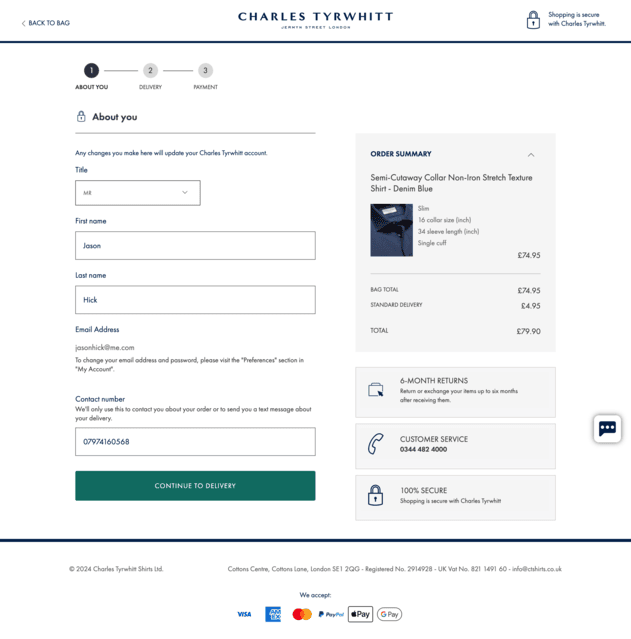 BACK TO BAG
CHARLES TYRWHITT
JERMYN STREET LONDON
Shopping is secure
with Charles Tyrwhitt.
1
2
3
ABOUT YOU
DELIVERY
PAYMENT
About you
Any changes you make here will update your Charles Tyrwhitt account.
Title
MR
First name
Jason
Last name
Hick
Email Address
jasonhick@me.com
To change your email address and password, please visit the "Preferences" section in
"My Account".
Contact number
We'll only use this to contact you about your order or to send you a text message about
your delivery.
07974160568
CONTINUE TO DELIVERY
ORDER SUMMARY
Semi-Cutaway Collar Non-Iron Stretch Texture
Shirt - Denim Blue
Slim
16 collar size (inch)
34 sleeve length (inch)
Single cuff
£74.95
BAG TOTAL £74.95
STANDARD DELIVERY £4.95
TOTAL £79.90
6-MONTH RETURNS
Return or exchange your items up to six months
after receiving them.
CUSTOMER SERVICE
0344 482 4000
100% SECURE
Shopping is secure with Charles Tyrwhitt
© 2024 Charles Tyrwhitt Shirts Ltd.
Cottons Centre, Cottons Lane, London SE1 2QG - Registered No. 2914928 - UK Vat No. 821 1491 60 - info@ctshirts.co.uk
We accept:
VISA
AMEX
PayPal
Pay
G Pay